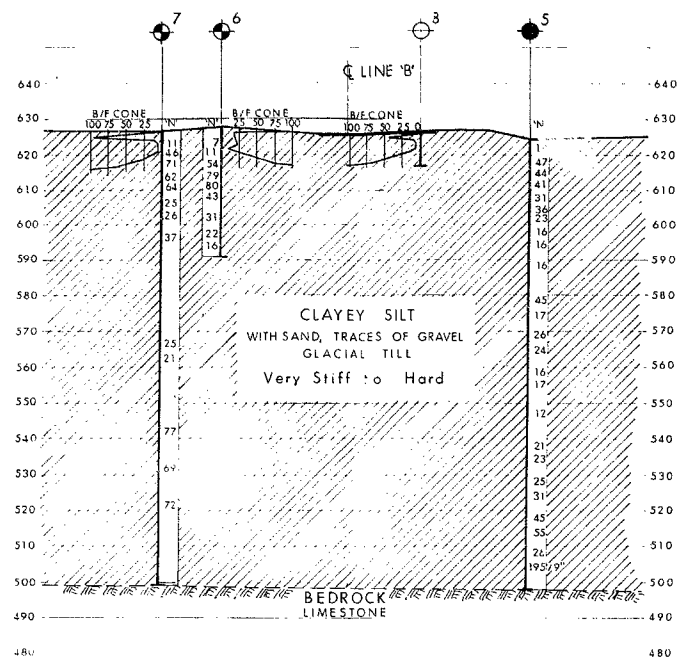 7 6 3 5
℄ LINE 'B'
640 640
B/F CONE B/F CONE
630 100 75 50 25 'N' 'N' 25 50 75 100 100 75 50 25 0 'N' 630
11 7 1
46 11 47
620 71 54 44 620
62 79 41
610 64 80 31 610
25 43 36
26 31 23
600 37 22 16 600
16 16
590 16 590
580 45 580
CLAYEY SILT
17
570 WITH SAND, TRACES OF GRAVEL 26 570
25 GLACIAL TILL 24
560 21 16 560
Very Stiff to Hard 17
550 12 550
540 77 21 540
23
530 69 25 530
520 72 31 520
45
510 55 510
26
195/9"
500 500
BEDROCK
LIMESTONE
490 490
480 480